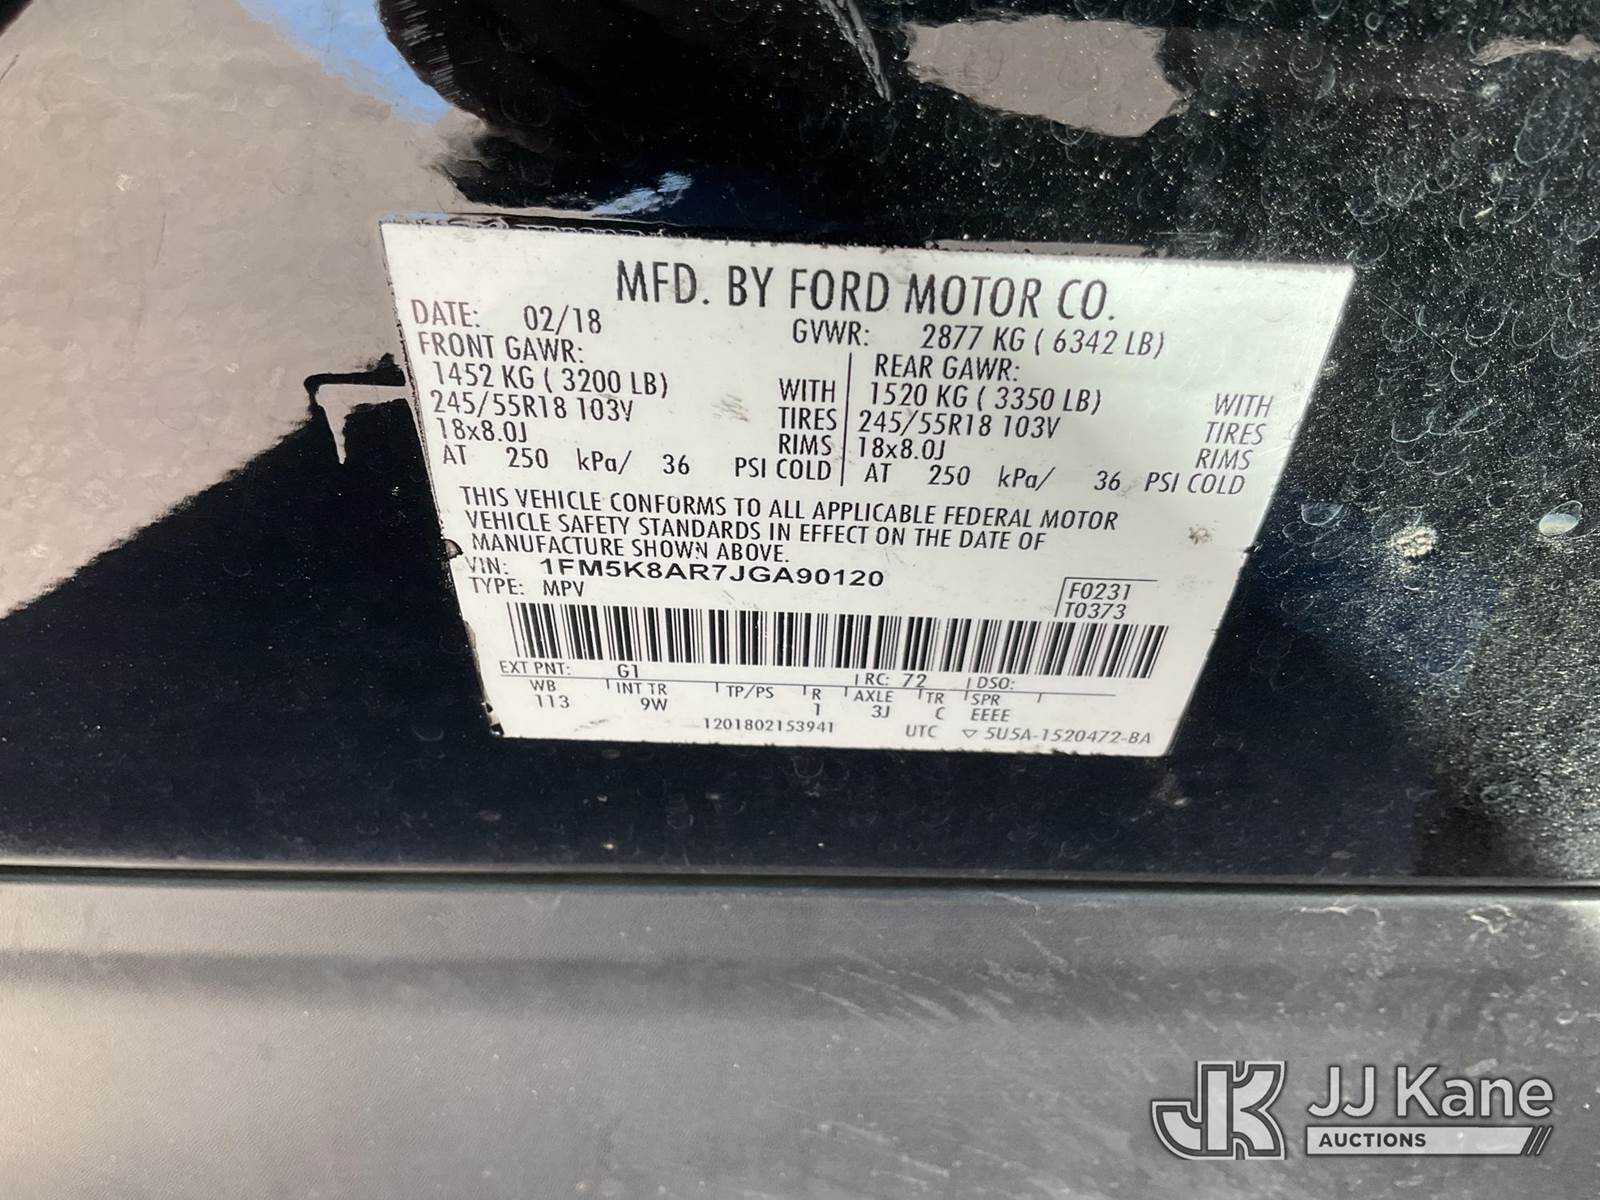 MFD. BY FORD MOTOR CO.
DATE: 02/18 GVWR: 2877 KG ( 6342 LB)
FRONT GAWR: REAR GAWR:
1452 KG ( 3200 LB) WITH 1520 KG ( 3350 LB) WITH
245/55R18 103V TIRES 245/55R18 103V TIRES
18x8.0J RIMS 18x8.0J RIMS
AT 250 kPa/ 36 PSI COLD AT 250 kPa/ 36 PSI COLD
THIS VEHICLE CONFORMS TO ALL APPLICABLE FEDERAL MOTOR
VEHICLE SAFETY STANDARDS IN EFFECT ON THE DATE OF
MANUFACTURE SHOWN ABOVE.
VIN: 1FM5K8AR7JGA90120
TYPE: MPV
F0231
T0373
EXT PNT: G1 RC: 72 DSO:
WB INT TR TP/PS R AXLE TR SPR
113 9W 1 3J C EEEE
1201802153941 UTC ▽ 5U5A-1520472-BA
JK JJ Kane
AUCTIONS